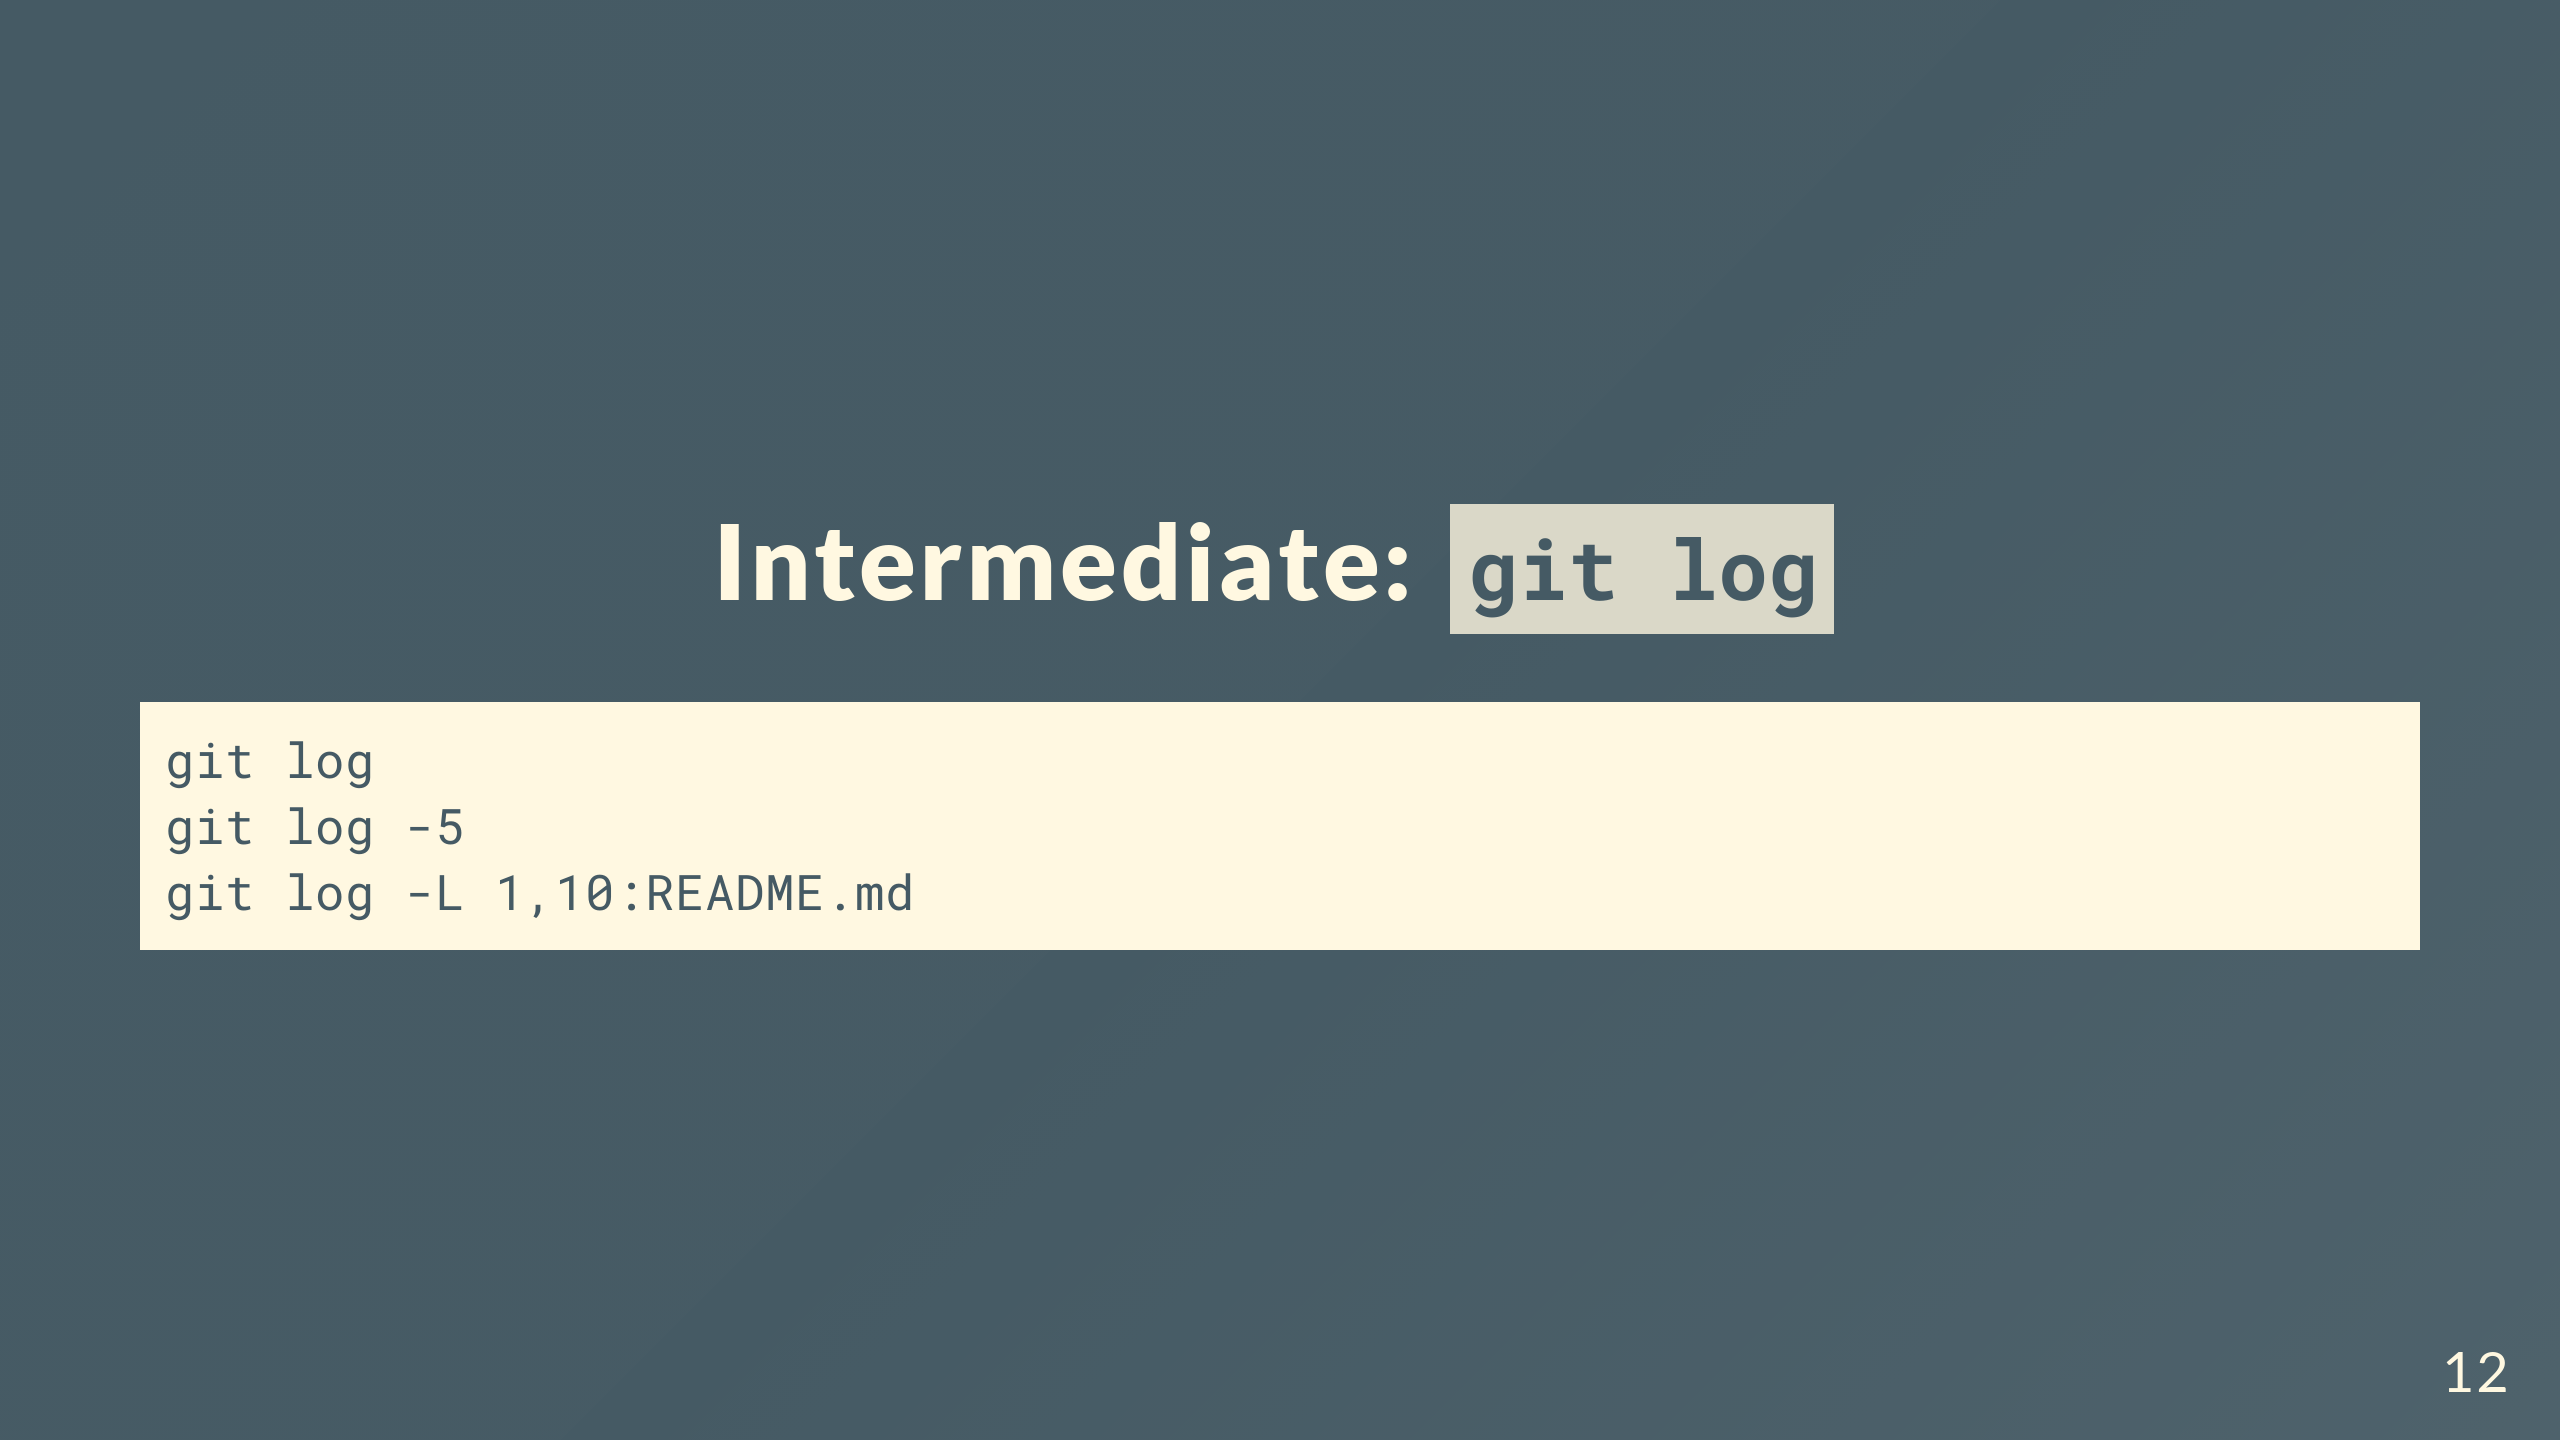 Intermediate: git log
git log
git log -5
git log -L 1,10:README.md
12